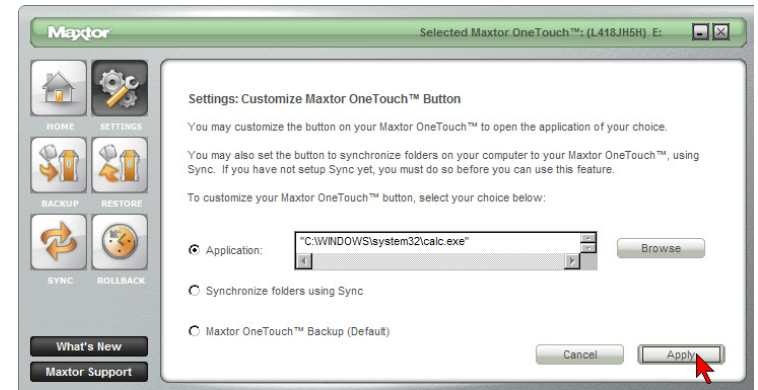 Maxtor
Selected Maxtor OneTouch™: (L418JH5H) E:
HOME SETTINGS
BACKUP RESTORE
SYNC ROLLBACK
What's New
Maxtor Support
Settings: Customize Maxtor OneTouch™ Button
You may customize the button on your Maxtor OneTouch™ to open the application of your choice.
You may also set the button to synchronize folders on your computer to your Maxtor OneTouch™, using
Sync. If you have not setup Sync yet, you must do so before you can use this feature.
To customize your Maxtor OneTouch™ button, select your choice below:
Application: "C:\WINDOWS\system32\calc.exe" Browse
Synchronize folders using Sync
Maxtor OneTouch™ Backup (Default)
Cancel Apply